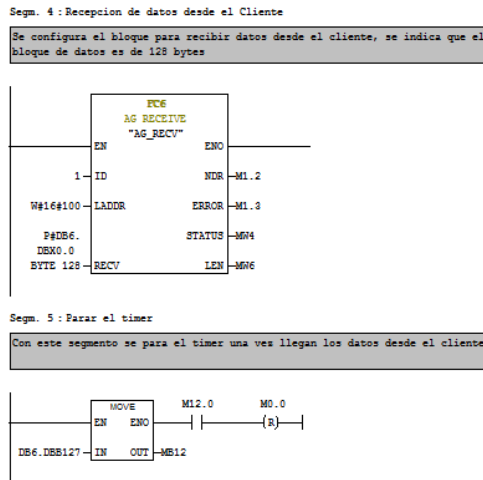 Segm. 4 : Recepcion de datos desde el Cliente
Se configura el bloque para recibir datos desde el cliente, se indica que el
bloque de datos es de 128 bytes
FC6
AG RECEIVE
"AG_RECV"
EN ENO
1 ID NDR M1.2
W#16#100 LADDR ERROR M1.3
P#DB6. STATUS MW4
DBX0.0
BYTE 128 RECV LEN MW6
Segm. 5 : Parar el timer
Con este segmento se para el timer una vez llegan los datos desde el cliente
MOVE M12.0 M0.0
EN ENO (R)
DB6.DBB127 IN OUT MB12